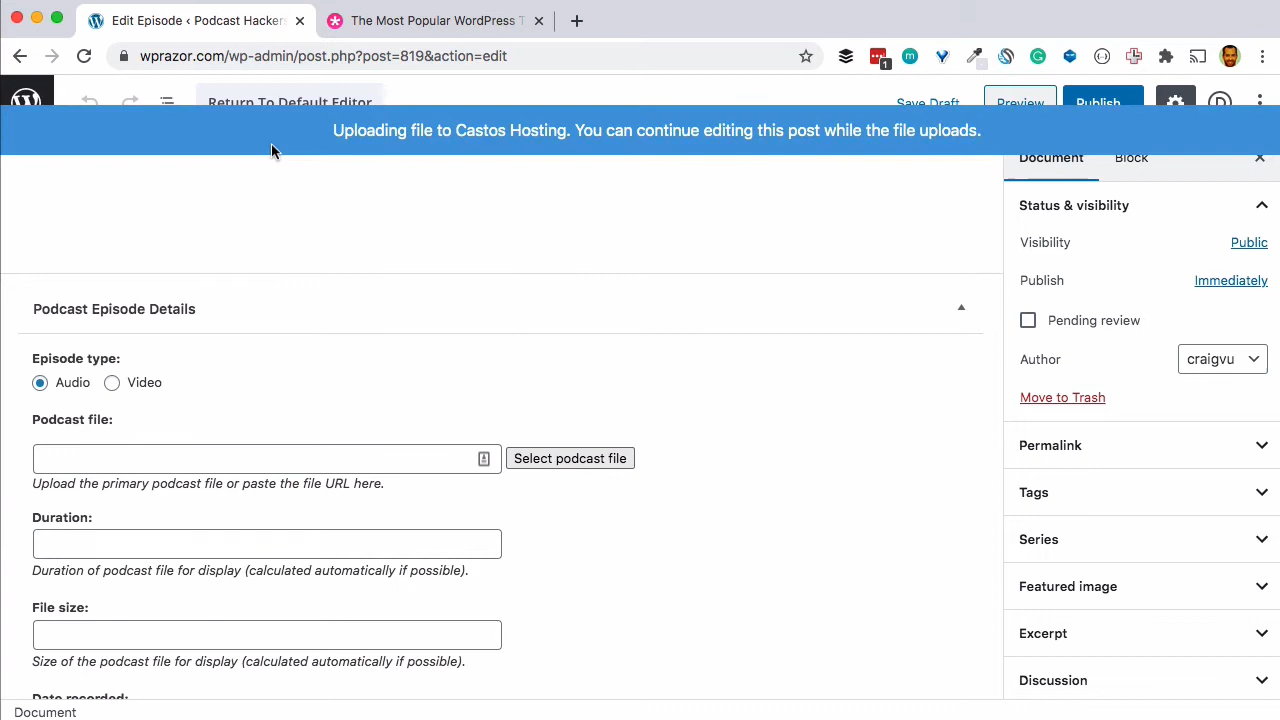 Edit Episode ‹ Podcast Hackers
The Most Popular WordPress T
wprazor.com/wp-admin/post.php?post=819&action=edit
1
Return To Default Editor
Save Draft
Preview
Publish
Uploading file to Castos Hosting. You can continue editing this post while the file uploads.
Document
Block
Status & visibility
Visibility
Public
Publish
Immediately
Pending review
Author
craigvu
Move to Trash
Permalink
Tags
Series
Featured image
Excerpt
Discussion
Podcast Episode Details
Episode type:
Audio
Video
Podcast file:
Select podcast file
Upload the primary podcast file or paste the file URL here.
Duration:
Duration of podcast file for display (calculated automatically if possible).
File size:
Size of the podcast file for display (calculated automatically if possible).
Date recorded:
Document